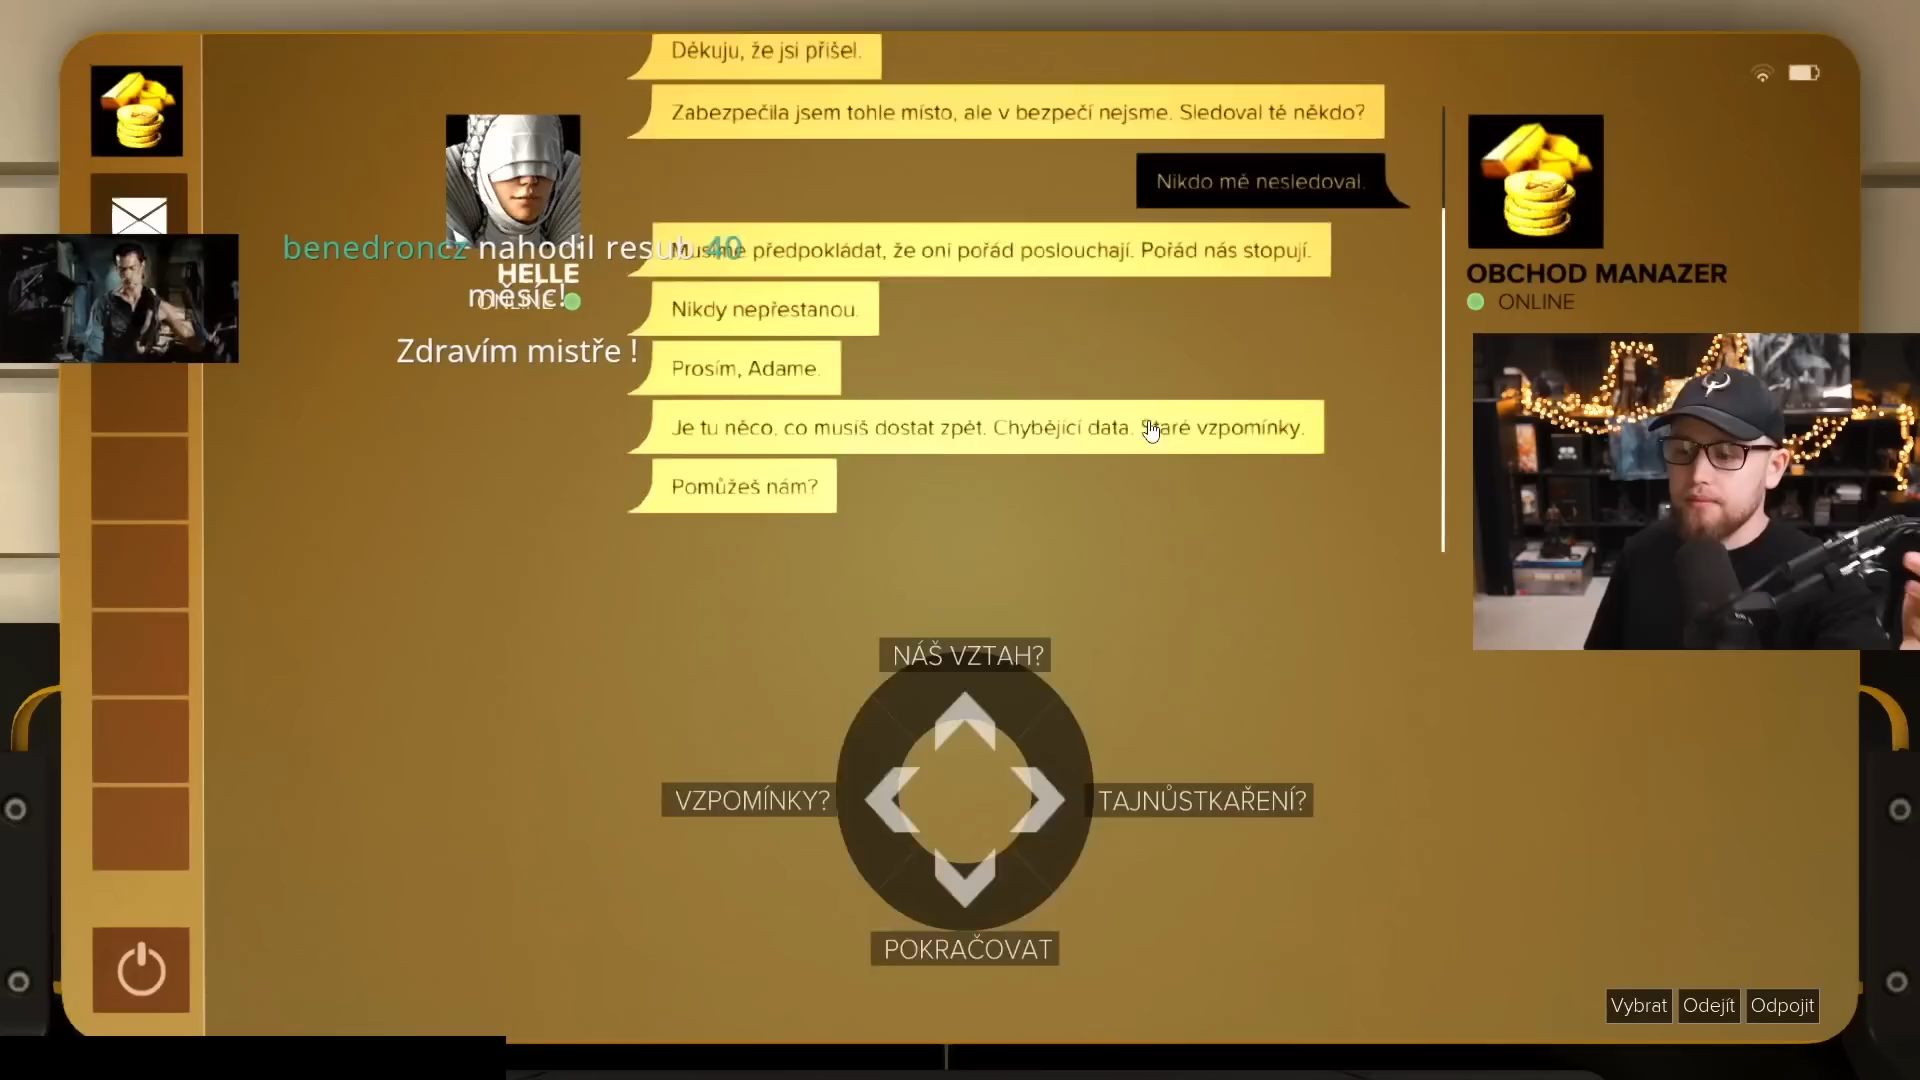 Děkuju, že jsi přišel.
Zabezpečila jsem tohle místo, ale v bezpečí nejsme. Sledoval tě někdo?
Nikdo mě nesledoval.
benedroncz nahodil resub 40
měsíc!
Zdravím mistře !
HELLE
ONLINE
Musíme předpokládat, že oni pořád poslouchají. Pořád nás stopují.
Nikdy nepřestanou.
Prosím, Adame.
Je tu něco, co musíš dostat zpět. Chybějící data. Staré vzpomínky.
Pomůžeš nám?
OBCHOD MANAZER
ONLINE
NÁŠ VZTAH?
VZPOMÍNKY?
TAJNŮSTKAŘENÍ?
POKRAČOVAT
Vybrat
Odejít
Odpojit